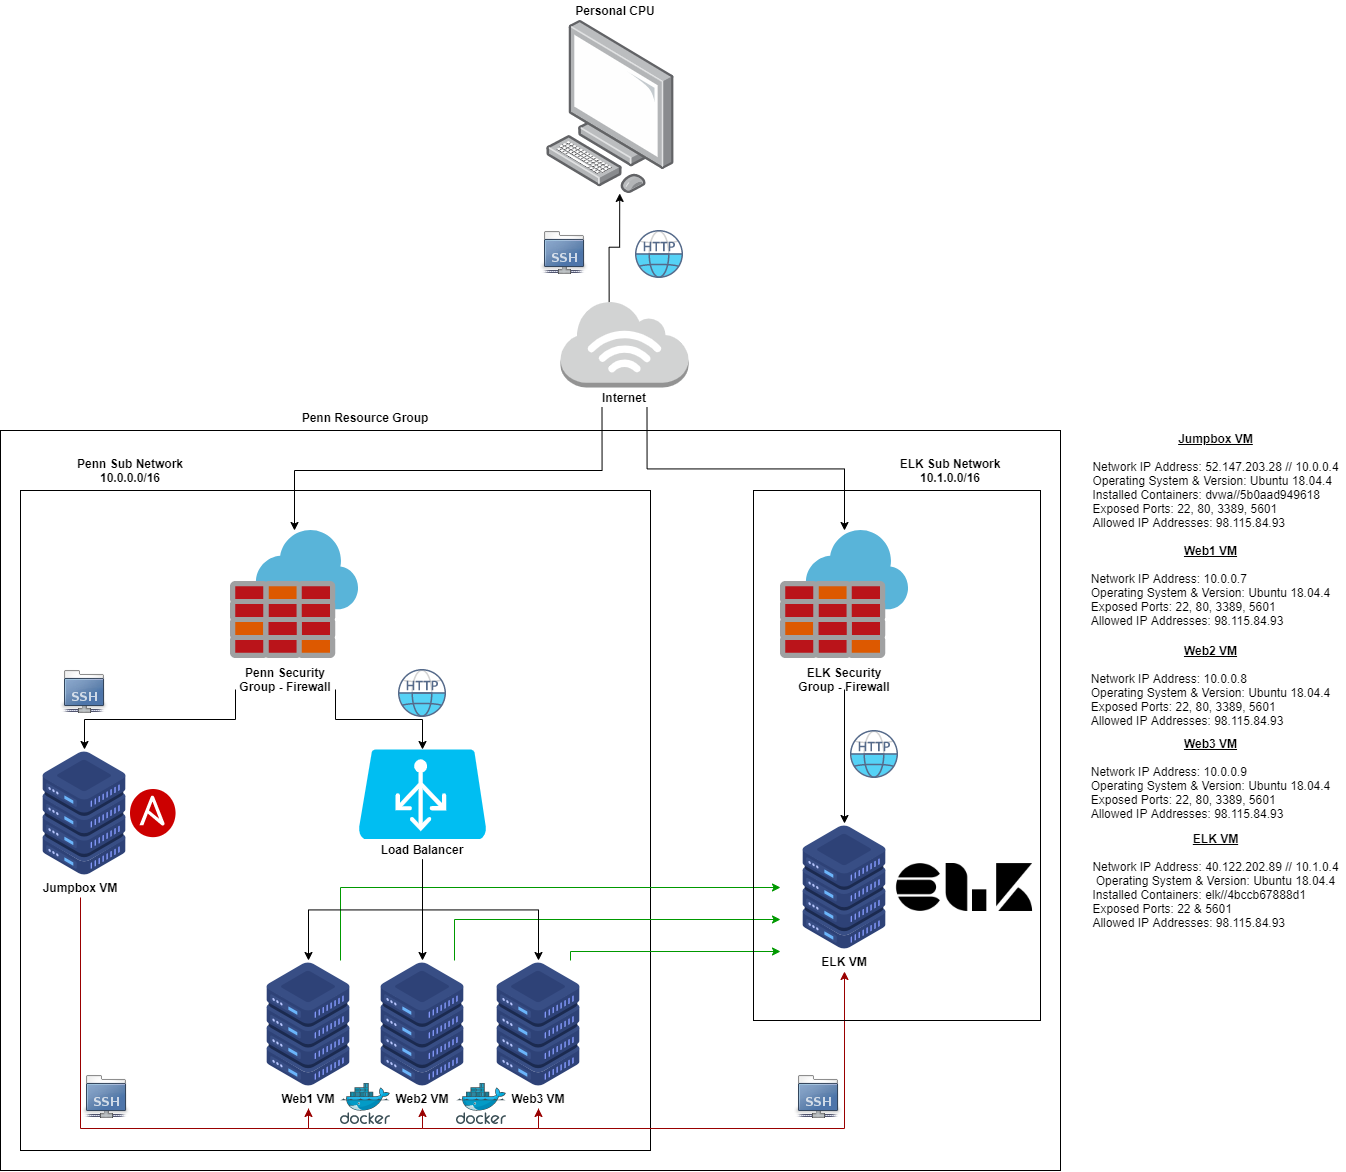 Personal CPU
SSH
HTTP
Internet
Penn Resource Group
Penn Sub Network
10.0.0.0/16
ELK Sub Network
10.1.0.0/16
Penn Security
Group - Firewall
ELK Security
Group - Firewall
SSH
HTTP
HTTP
Jumpbox VM
Load Balancer
ELK
ELK VM
Web1 VM
docker
Web2 VM
docker
Web3 VM
SSH
SSH
Jumpbox VM
Network IP Address: 52.147.203.28 // 10.0.0.4
Operating System & Version: Ubuntu 18.04.4
Installed Containers: dvwa//5b0aad949618
Exposed Ports: 22, 80, 3389, 5601
Allowed IP Addresses: 98.115.84.93
Web1 VM
Network IP Address: 10.0.0.7
Operating System & Version: Ubuntu 18.04.4
Exposed Ports: 22, 80, 3389, 5601
Allowed IP Addresses: 98.115.84.93
Web2 VM
Network IP Address: 10.0.0.8
Operating System & Version: Ubuntu 18.04.4
Exposed Ports: 22, 80, 3389, 5601
Allowed IP Addresses: 98.115.84.93
Web3 VM
Network IP Address: 10.0.0.9
Operating System & Version: Ubuntu 18.04.4
Exposed Ports: 22, 80, 3389, 5601
Allowed IP Addresses: 98.115.84.93
ELK VM
Network IP Address: 40.122.202.89 // 10.1.0.4
Operating System & Version: Ubuntu 18.04.4
Installed Containers: elk//4bccb67888d1
Exposed Ports: 22 & 5601
Allowed IP Addresses: 98.115.84.93